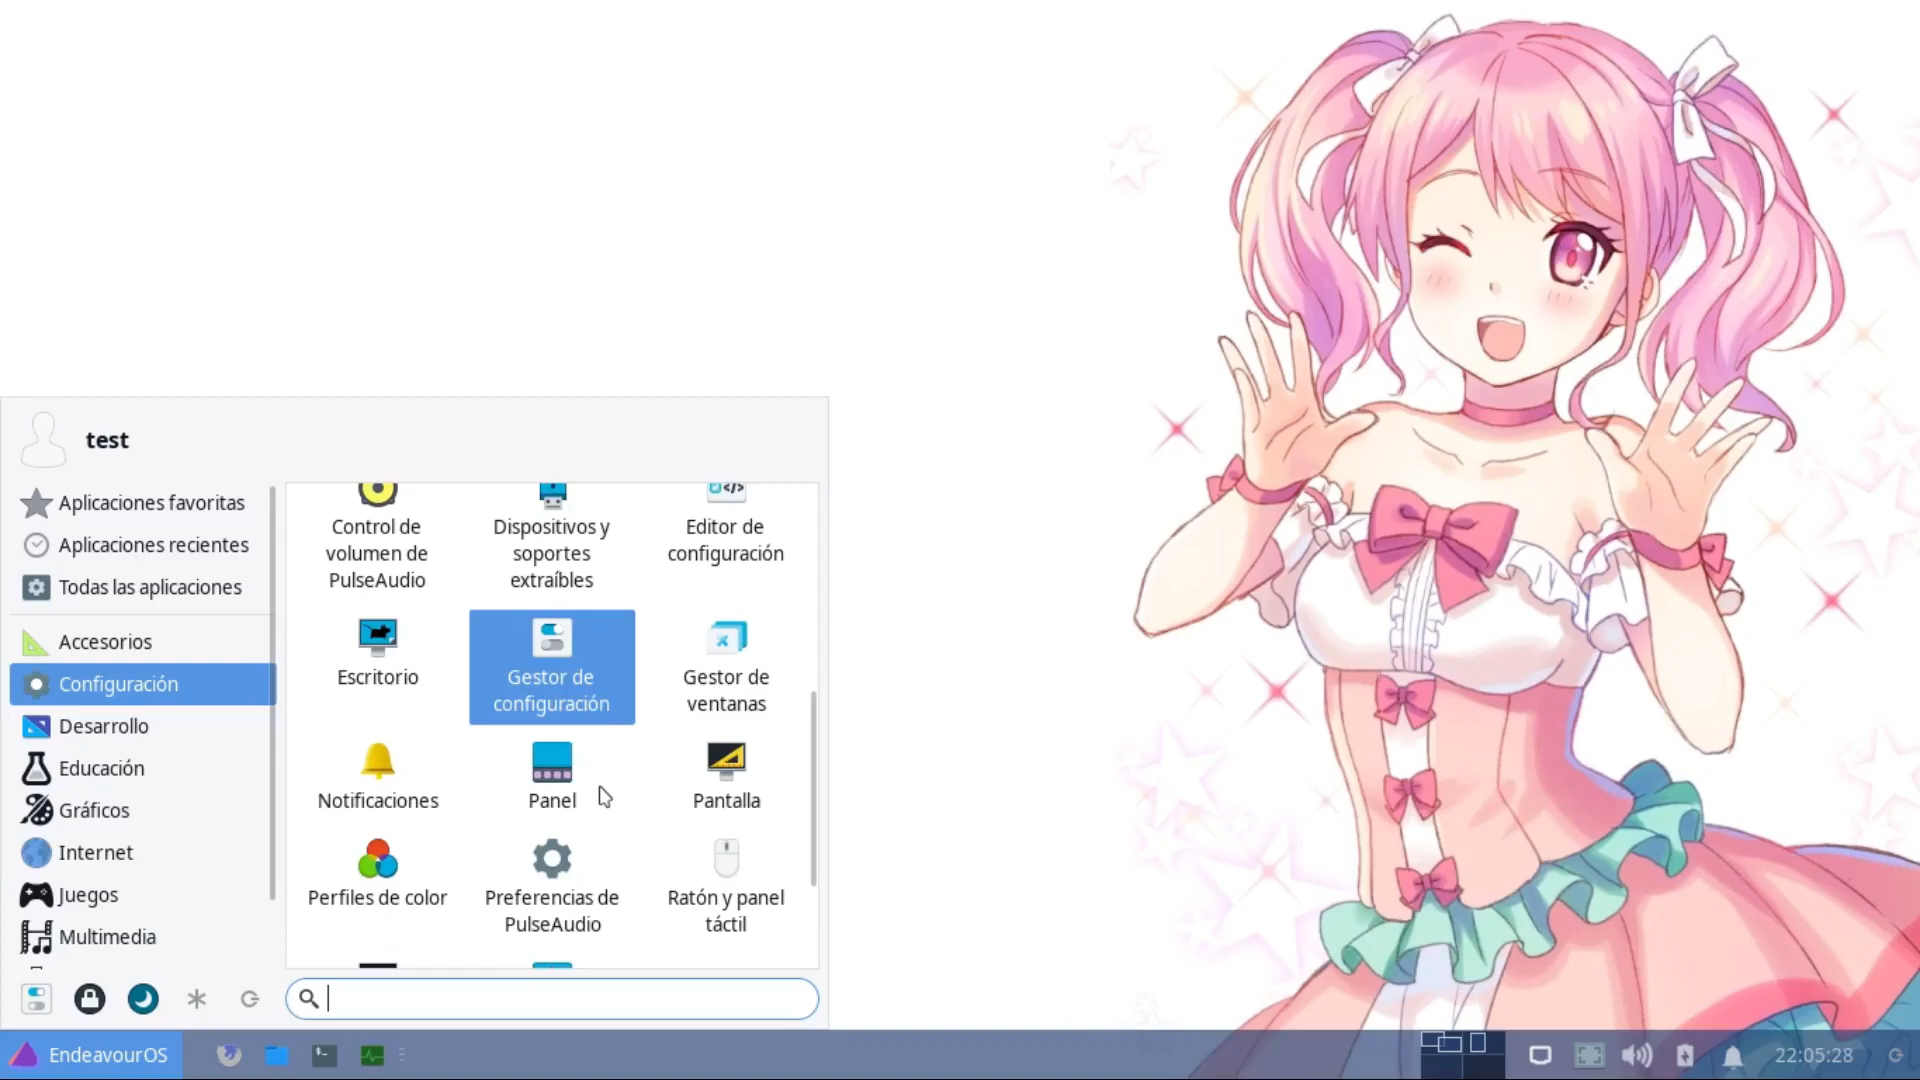 test
Aplicaciones favoritas
Aplicaciones recientes
Todas las aplicaciones
Accesorios
Configuración
Desarrollo
Educación
Gráficos
Internet
Juegos
Multimedia
Control de
volumen de
PulseAudio
Dispositivos y
soportes
extraíbles
Editor de
configuración
Escritorio
Gestor de
configuración
Gestor de
ventanas
Notificaciones
Panel
Pantalla
Perfiles de color
Preferencias de
PulseAudio
Ratón y panel
táctil
EndeavourOS
22:05:28